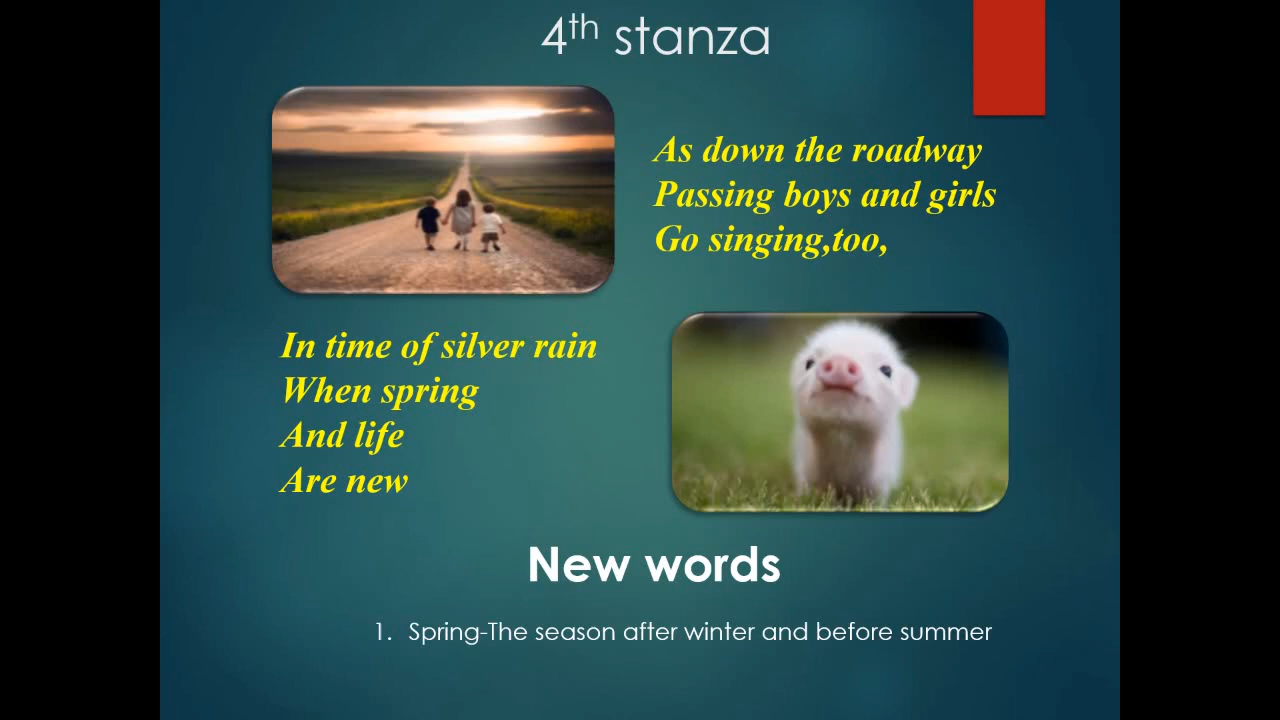 4th stanza
As down the roadway
Passing boys and girls
Go singing,too,
In time of silver rain
When spring
And life
Are new
New words
1. Spring-The season after winter and before summer